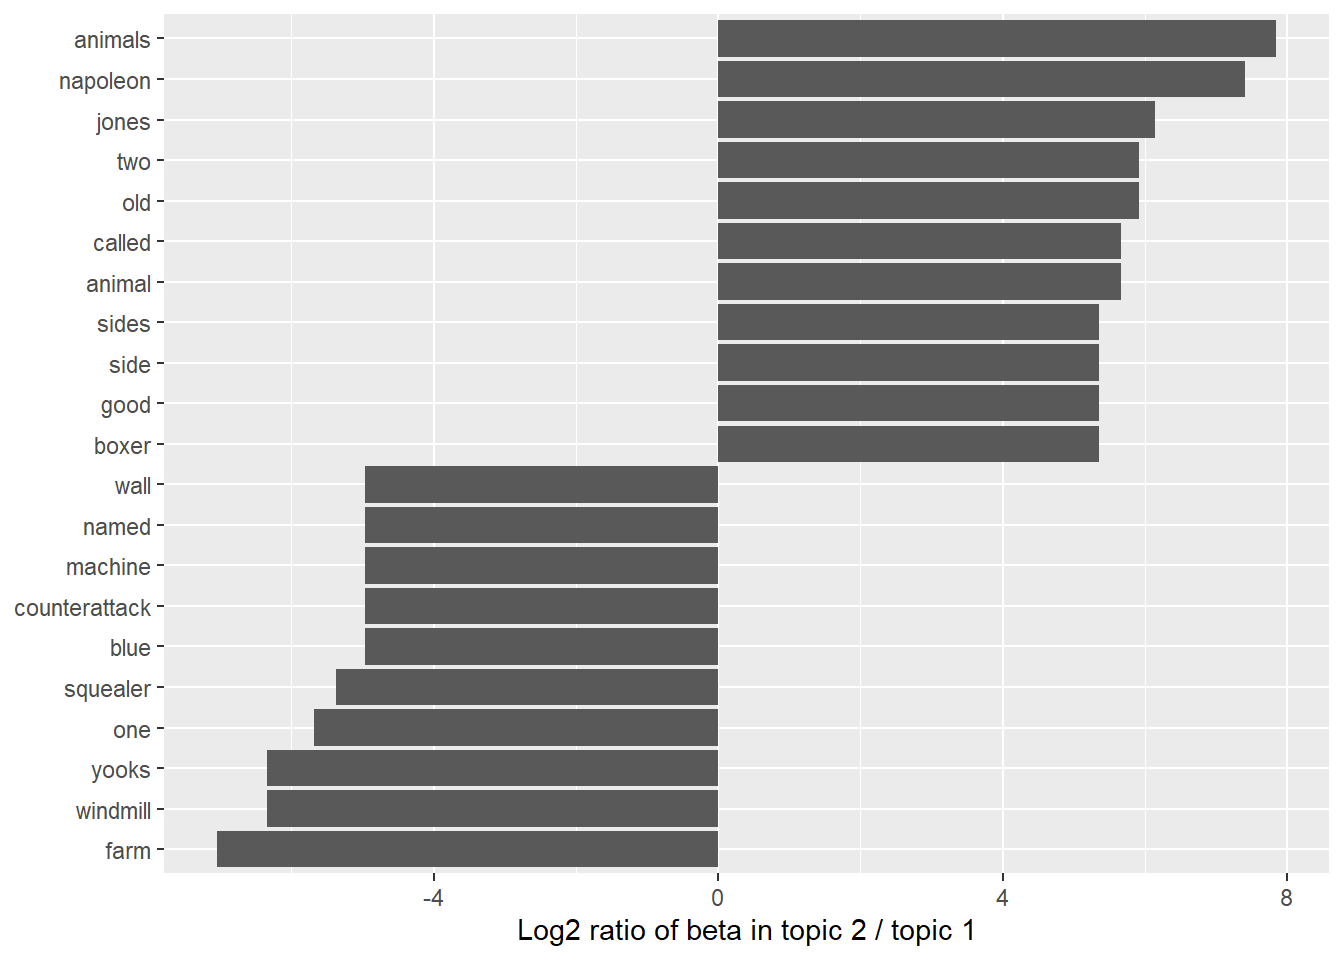 animals
napoleon
jones
two
old
called
animal
sides
side
good
boxer
wall
named
machine
counterattack
blue
squealer
one
yooks
windmill
farm
-4 0 4 8
Log2 ratio of beta in topic 2 / topic 1